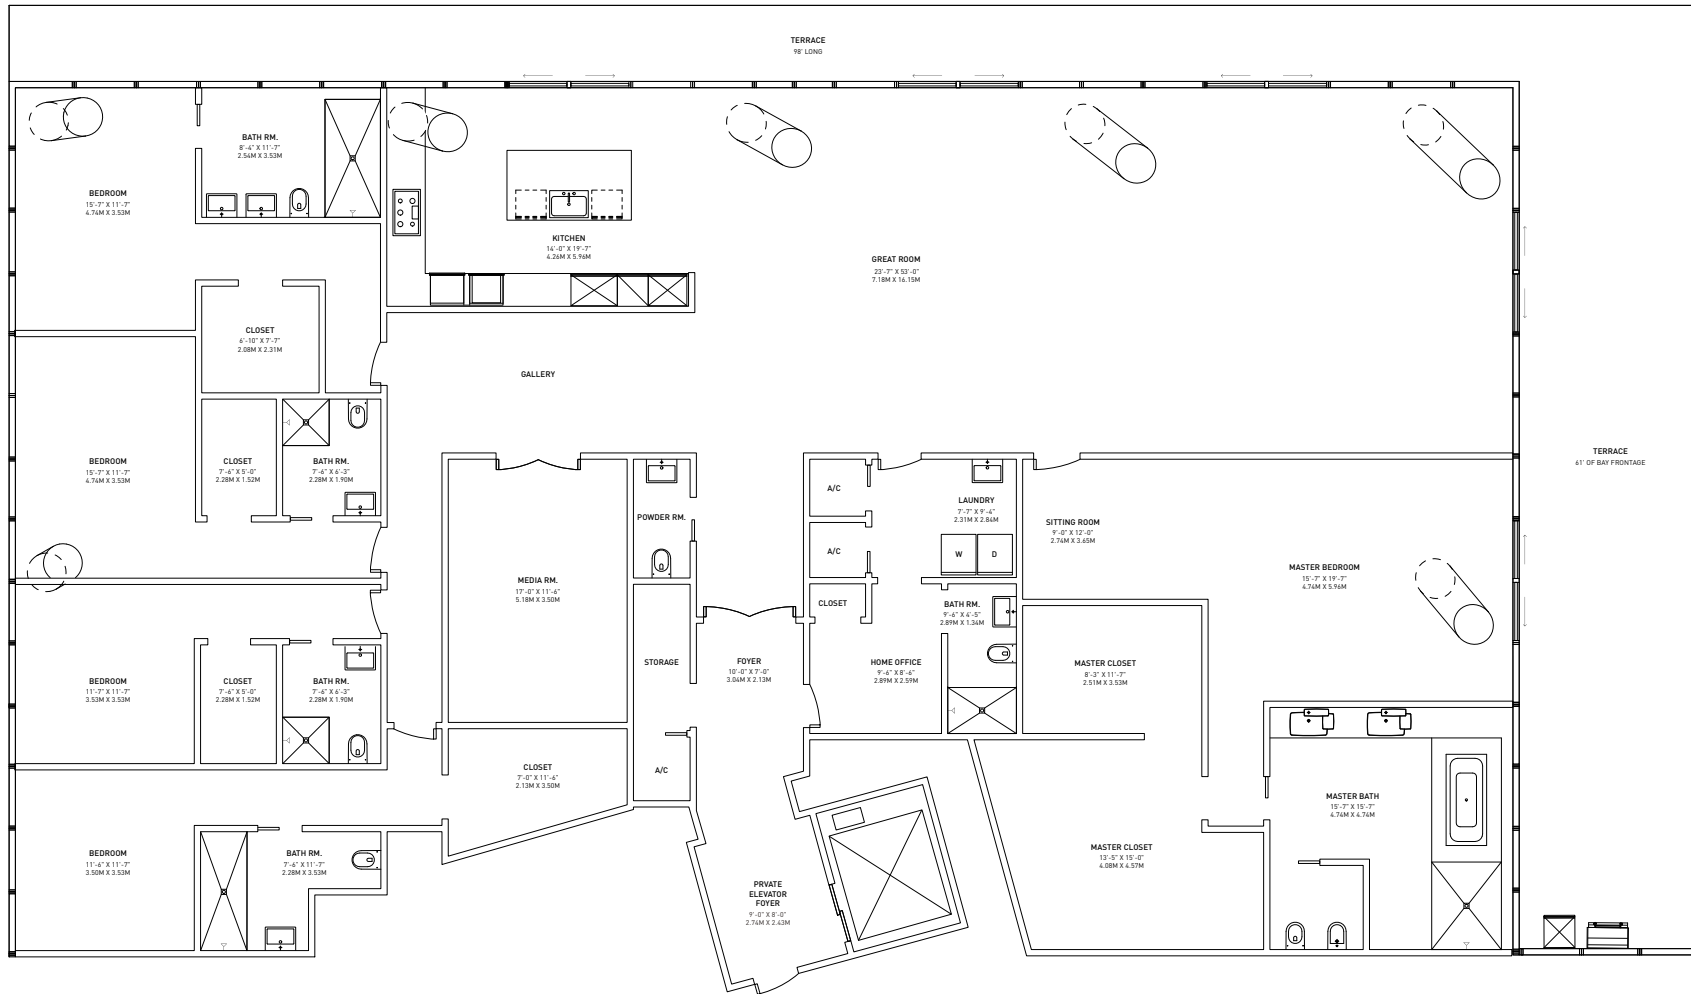 TERRACE
98' LONG
BATH RM.
8'-4" X 11'-7"
2.54M X 3.53M
BEDROOM
15'-7" X 11'-7"
4.74M X 3.53M
KITCHEN
14'-0" X 19'-7"
4.26M X 5.96M
GREAT ROOM
23'-7" X 53'-0"
7.18M X 16.15M
CLOSET
6'-10" X 7'-7"
2.08M X 2.31M
GALLERY
BEDROOM
15'-7" X 11'-7"
4.74M X 3.53M
CLOSET
7'-6" X 5'-0"
2.28M X 1.52M
BATH RM.
7'-6" X 6'-3"
2.28M X 1.90M
TERRACE
61' OF BAY FRONTAGE
A/C
LAUNDRY
7'-7" X 9'-4"
2.31M X 2.84M
POWDER RM.
SITTING ROOM
9'-0" X 12'-0"
2.74M X 3.65M
A/C
W
D
MEDIA RM.
17'-0" X 11'-6"
5.18M X 3.50M
MASTER BEDROOM
15'-7" X 19'-7"
4.74M X 5.96M
CLOSET
BATH RM.
9'-6" X 4'-5"
2.89M X 1.34M
BEDROOM
11'-7" X 11'-7"
3.53M X 3.53M
CLOSET
7'-6" X 5'-0"
2.28M X 1.52M
BATH RM.
7'-6" X 6'-3"
2.28M X 1.90M
STORAGE
FOYER
10'-0" X 7'-0"
3.04M X 2.13M
HOME OFFICE
9'-6" X 8'-6"
2.89M X 2.59M
MASTER CLOSET
8'-3" X 11'-7"
2.51M X 3.53M
CLOSET
7'-0" X 11'-6"
2.13M X 3.50M
A/C
MASTER BATH
15'-7" X 15'-7"
4.74M X 4.74M
BEDROOM
11'-6" X 11'-7"
3.50M X 3.53M
BATH RM.
7'-6" X 11'-7"
2.28M X 3.53M
MASTER CLOSET
13'-5" X 15'-0"
4.08M X 4.57M
PRVATE
ELEVATOR
FOYER
9'-0" X 8'-0"
2.74M X 2.43M